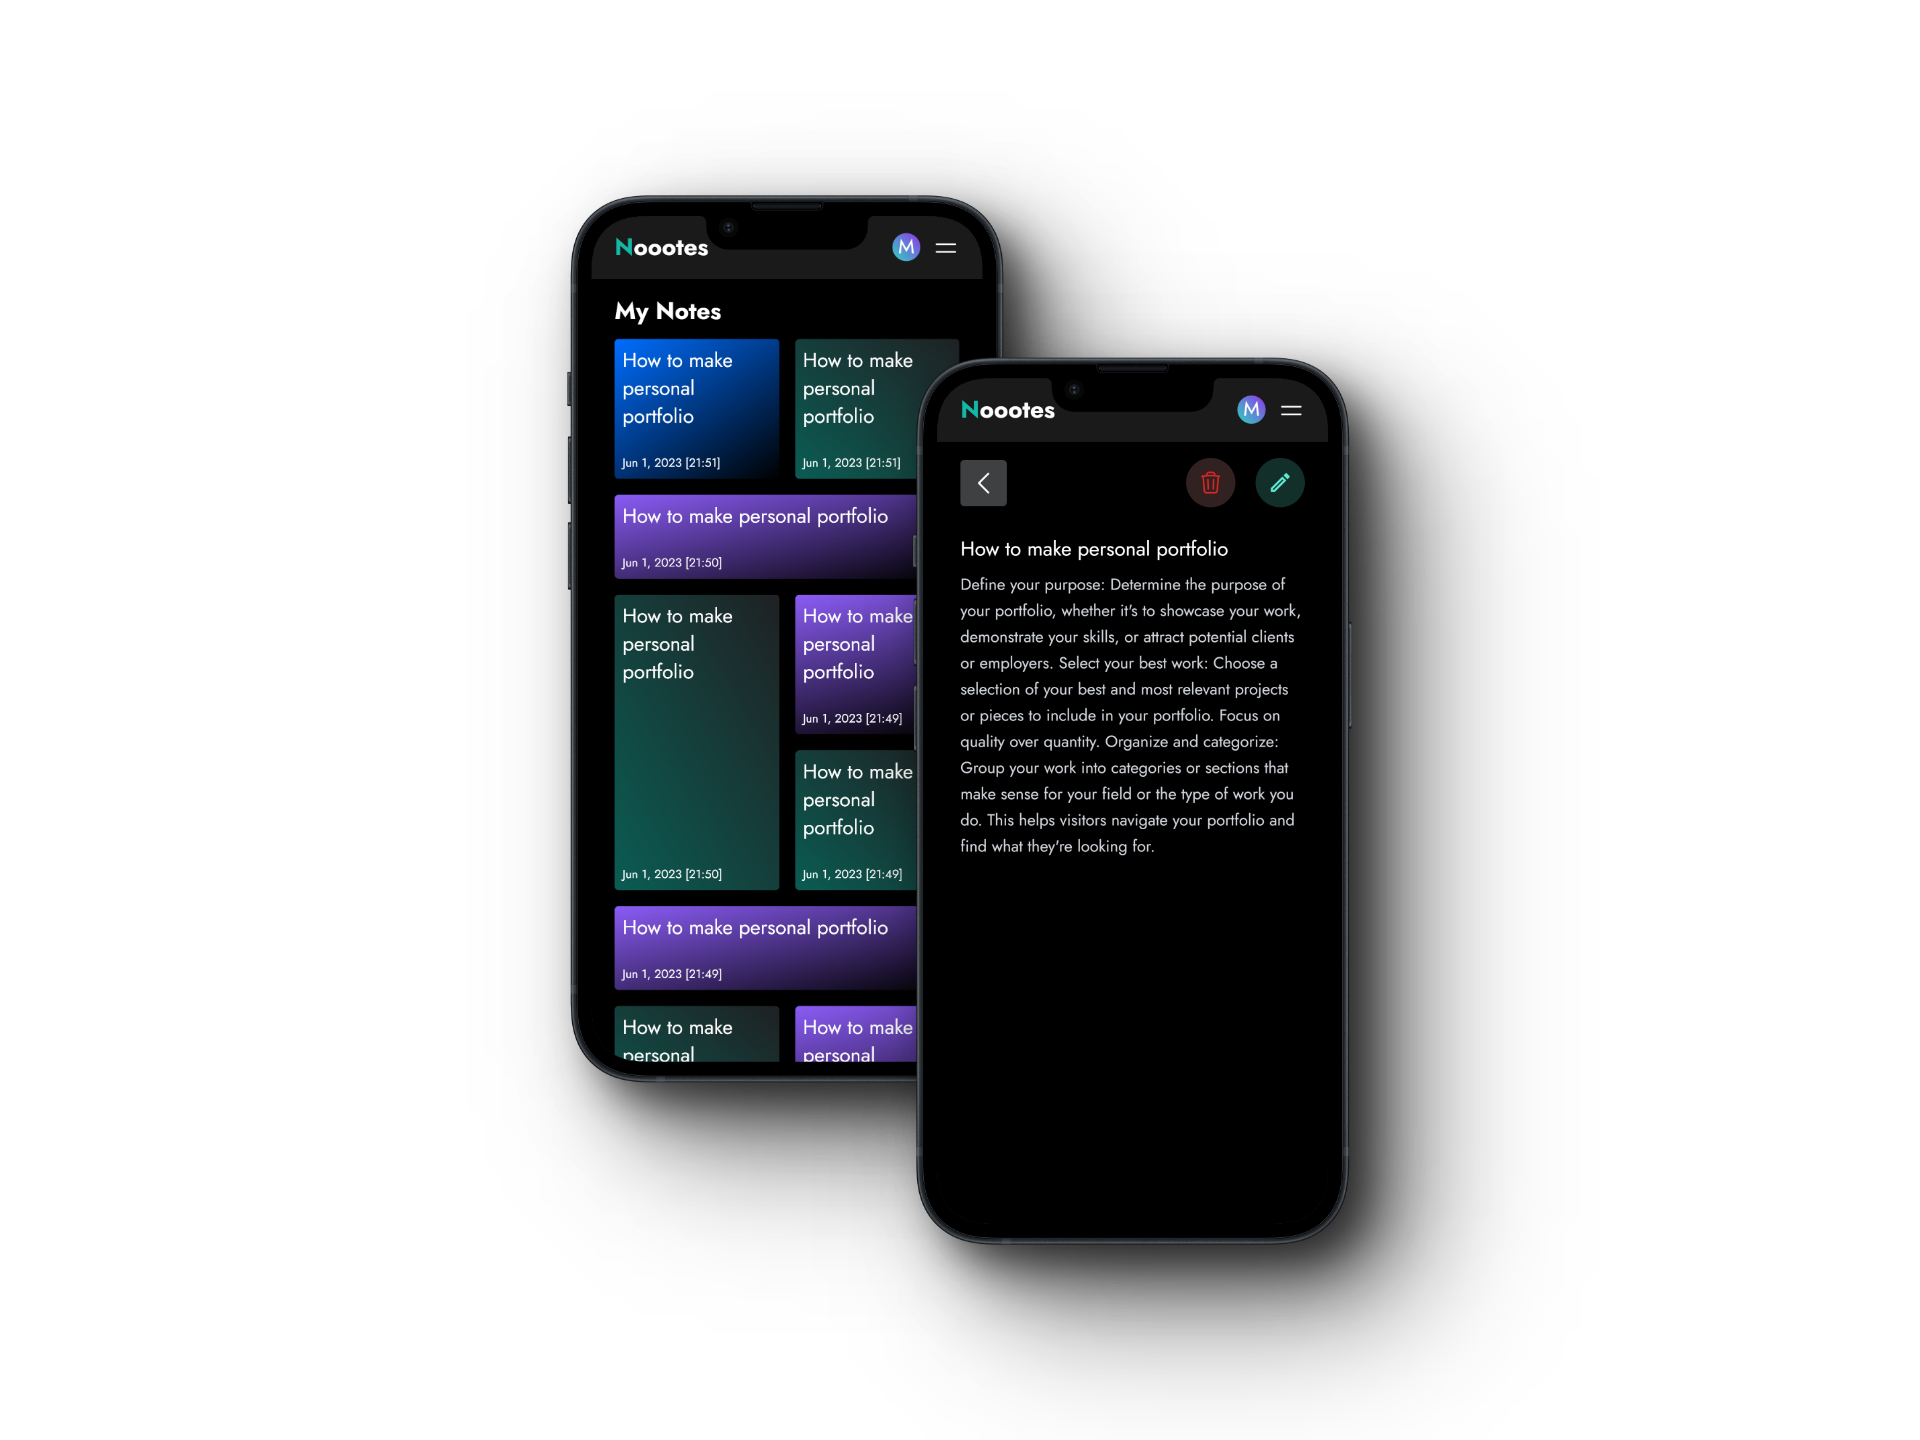 Noootes
M
My Notes
How to make
personal
portfolio
Jun 1, 2023 [21:51]
How to make
personal
portfolio
Jun 1, 2023 [21:51]
How to make personal portfolio
Jun 1, 2023 [21:50]
How to make
personal
portfolio
Jun 1, 2023 [21:50]
How to make
personal
portfolio
Jun 1, 2023 [21:49]
How to make
personal
portfolio
Jun 1, 2023 [21:49]
How to make personal portfolio
Jun 1, 2023 [21:49]
How to make
personal
How to make
personal
Noootes
M
How to make personal portfolio
Define your purpose: Determine the purpose of
your portfolio, whether it's to showcase your work,
demonstrate your skills, or attract potential clients
or employers. Select your best work: Choose a
selection of your best and most relevant projects
or pieces to include in your portfolio. Focus on
quality over quantity. Organize and categorize:
Group your work into categories or sections that
make sense for your field or the type of work you
do. This helps visitors navigate your portfolio and
find what they're looking for.